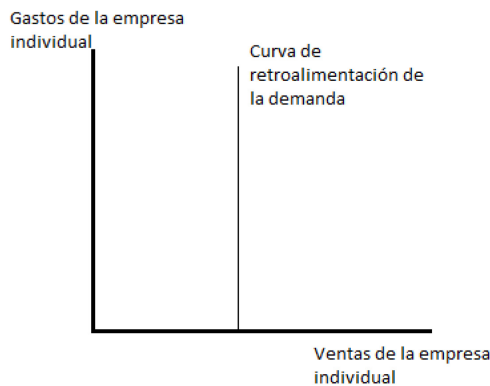 Gastos de la empresa
individual
Curva de
retroalimentación de
la demanda
Ventas de la empresa
individual